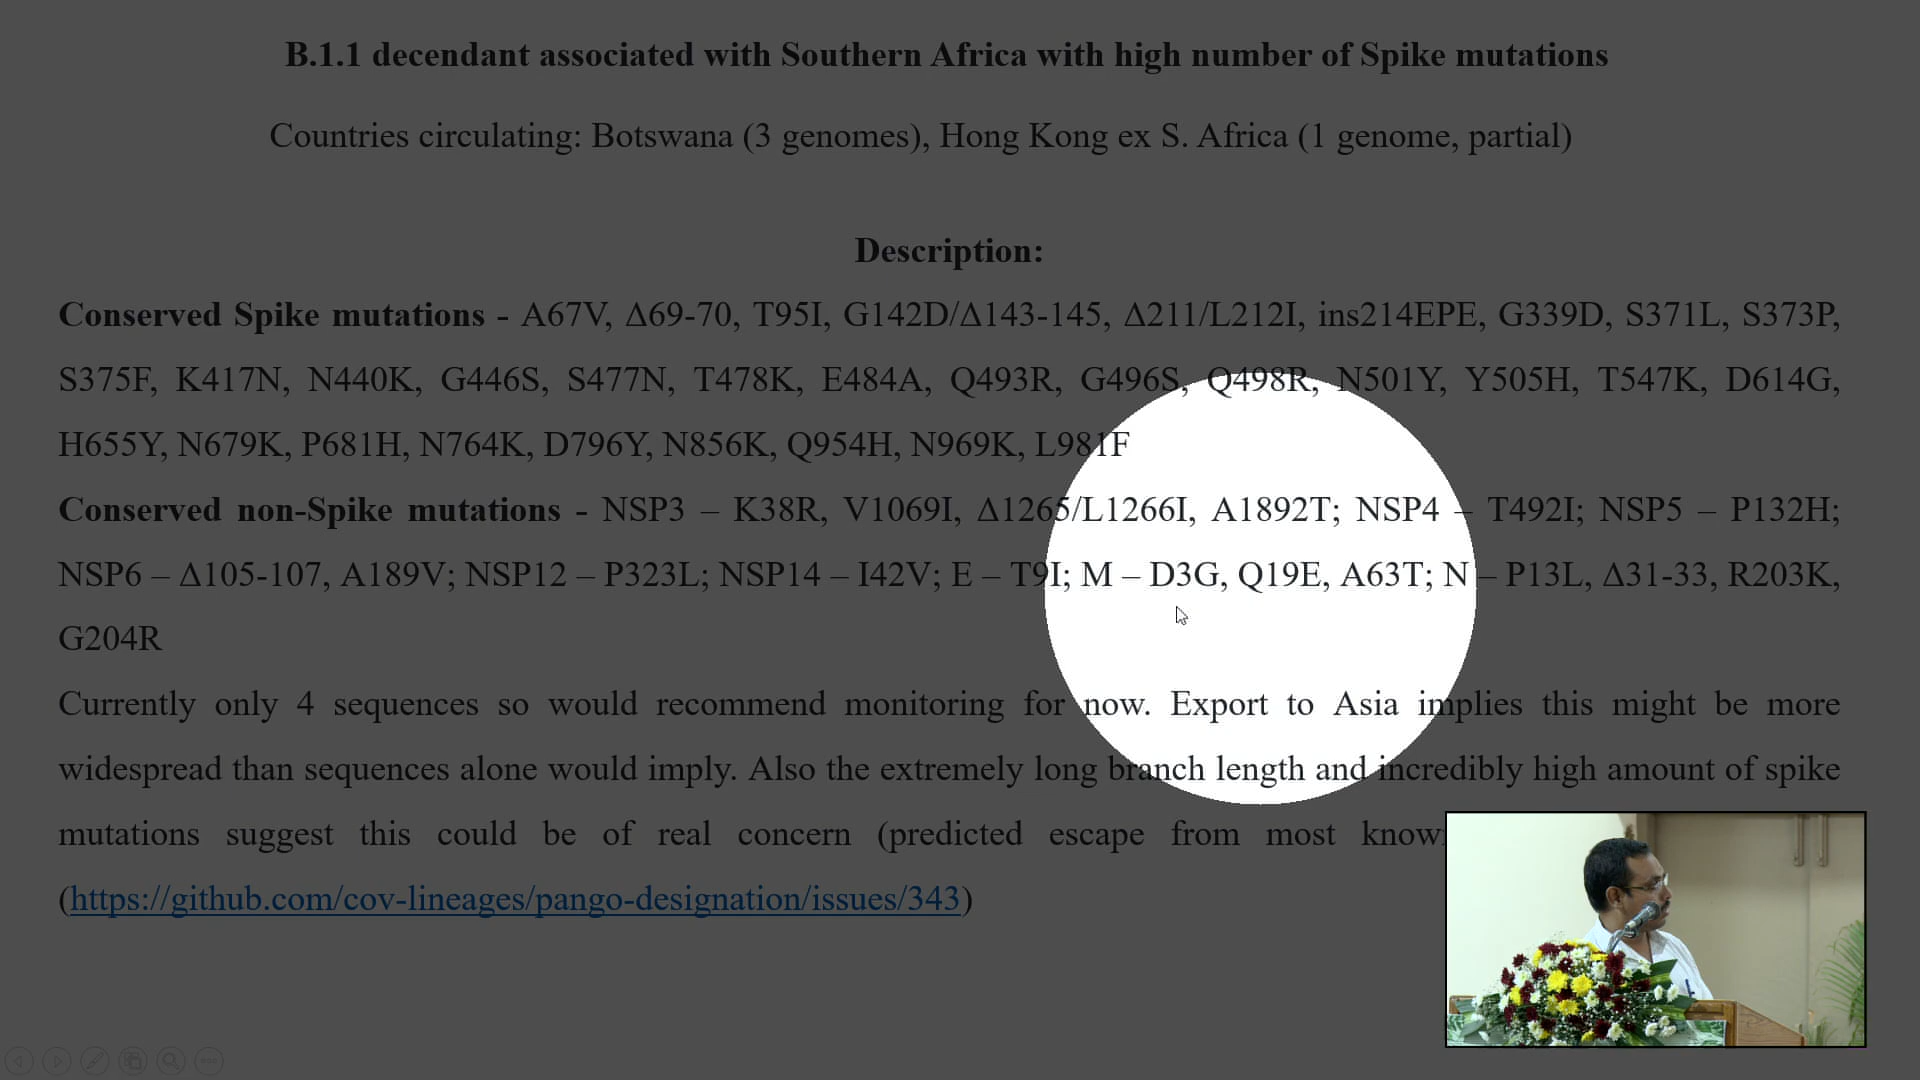 B.1.1 decendant associated with Southern Africa with high number of Spike mutations
Countries circulating: Botswana (3 genomes), Hong Kong ex S. Africa (1 genome, partial)
Description:
Conserved Spike mutations - A67V, Δ69-70, T95I, G142D/Δ143-145, Δ211/L212I, ins214EPE, G339D, S371L, S373P,
S375F, K417N, N440K, G446S, S477N, T478K, E484A, Q493R, G496S, Q498R, N501Y, Y505H, T547K, D614G,
H655Y, N679K, P681H, N764K, D796Y, N856K, Q954H, N969K, L981F
Conserved non-Spike mutations - NSP3 – K38R, V1069I, Δ1265/L1266I, A1892T; NSP4 – T492I; NSP5 – P132H;
NSP6 – Δ105-107, A189V; NSP12 – P323L; NSP14 – I42V; E – T9I; M – D3G, Q19E, A63T; N – P13L, Δ31-33, R203K,
G204R
Currently only 4 sequences so would recommend monitoring for now. Export to Asia implies this might be more
widespread than sequences alone would imply. Also the extremely long branch length and incredibly high amount of spike
mutations suggest this could be of real concern (predicted escape from most
(https://github.com/cov-lineages/pango-designation/issues/343)